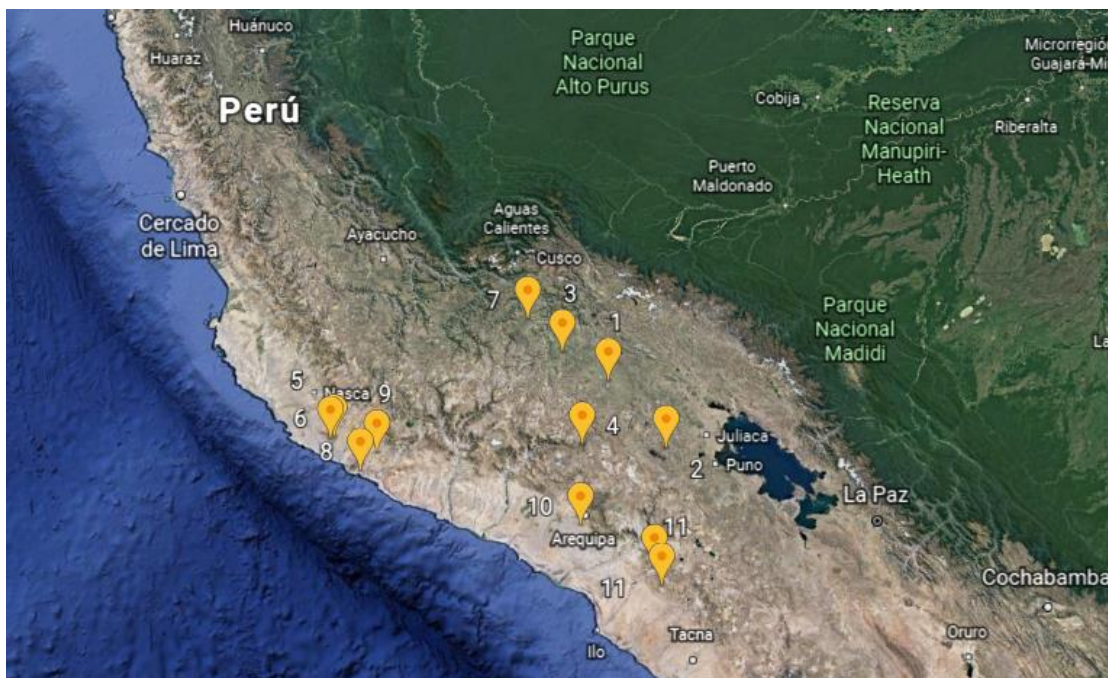 Huánuco
Huaraz
Perú
Parque
Nacional
Alto Purus
Microrregión
Cobija
Reserva
Nacional
Manupiri-
Heath
Riberalta
Puerto
Maldonado
Cercado
de Lima
Ayacucho
Aguas
Calientes
Cusco
7
3
1
Parque
Nacional
Madidi
5
Nasca
9
6
8
4
Juliaca
2
Puno
La Paz
10
Arequipa
11
11
Cochabamba
Ilo
Tacna
Oruro